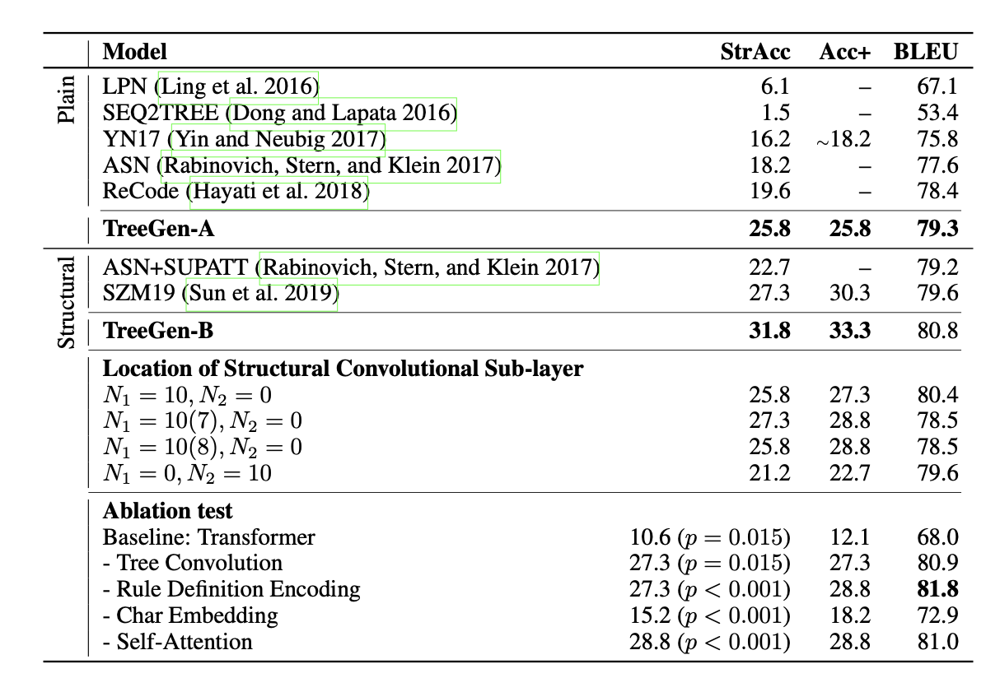 Model StrAcc Acc+ BLEU
Plain
LPN (Ling et al. 2016) 6.1 – 67.1
SEQ2TREE (Dong and Lapata 2016) 1.5 – 53.4
YN17 (Yin and Neubig 2017) 16.2 ~18.2 75.8
ASN (Rabinovich, Stern, and Klein 2017) 18.2 – 77.6
ReCode (Hayati et al. 2018) 19.6 – 78.4
TreeGen-A 25.8 25.8 79.3
Structural
ASN+SUPATT (Rabinovich, Stern, and Klein 2017) 22.7 – 79.2
SZM19 (Sun et al. 2019) 27.3 30.3 79.6
TreeGen-B 31.8 33.3 80.8
Location of Structural Convolutional Sub-layer
N₁ = 10, N₂ = 0 25.8 27.3 80.4
N₁ = 10(7), N₂ = 0 27.3 28.8 78.5
N₁ = 10(8), N₂ = 0 25.8 28.8 78.5
N₁ = 0, N₂ = 10 21.2 22.7 79.6
Ablation test
Baseline: Transformer 10.6 (p = 0.015) 12.1 68.0
- Tree Convolution 27.3 (p = 0.015) 27.3 80.9
- Rule Definition Encoding 27.3 (p < 0.001) 28.8 81.8
- Char Embedding 15.2 (p < 0.001) 18.2 72.9
- Self-Attention 28.8 (p < 0.001) 28.8 81.0